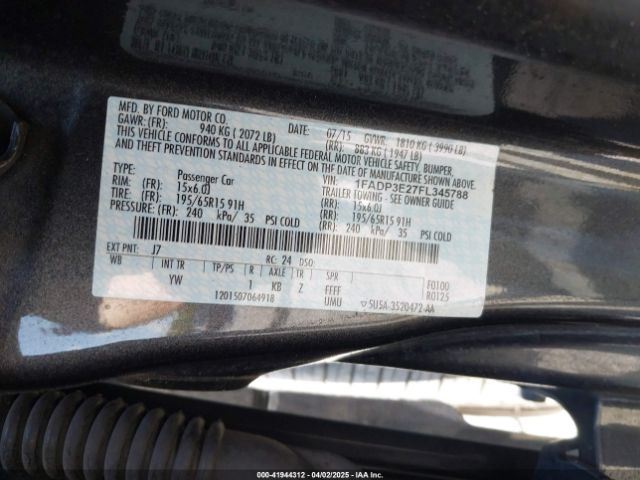 MFD. BY FORD MOTOR CO.
DATE: 07/15 GVWR: 1810 KG ( 3990 LB)
GAWR: (FR): 940 KG ( 2072 LB) (RR): 883 KG ( 1947 LB)
THIS VEHICLE CONFORMS TO ALL APPLICABLE FEDERAL MOTOR VEHICLE SAFETY, BUMPER,
AND THEFT PREVENTION STANDARDS IN EFFECT ON THE DATE OF MANUFACTURE SHOWN ABOVE.
VIN: 1FADP3E27FL345788
TYPE: Passenger Car TRAILER TOWING - SEE OWNER GUIDE
RIM: (FR): 15x6.0J (RR): 15x6.0J
TIRE: (FR): 195/65R15 91H (RR): 195/65R15 91H
PRESSURE: (FR): 240 kPa/ 35 PSI COLD (RR): 240 kPa/ 35 PSI COLD
EXT PNT: J7 RC: 24 DSO:
WB INT TR TP/PS R AXLE TR SPR
YW 1 KB Z FFFF F0100
1201507064918 UMU R0125
5U5A-3520472-AA
00-41944312 - 04/02/2025 - IAAI.COM